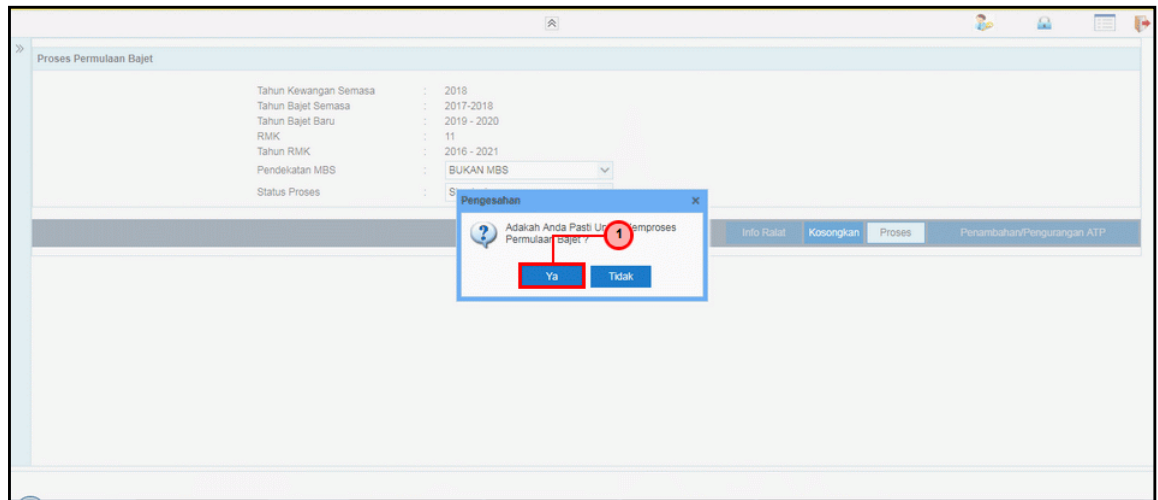 Proses Permulaan Bajet
Tahun Kewangan Semasa : 2018
Tahun Bajet Semasa : 2017-2018
Tahun Bajet Baru : 2019 - 2020
RMK : 11
Tahun RMK : 2016 - 2021
Pendekatan MBS : BUKAN MBS
Status Proses :
Pengesahan
Adakah Anda Pasti
Permulaan Bajet ?
1
Ya Tidak
Info Ralat Kosongkan Proses Penambahan/Pengurangan ATP